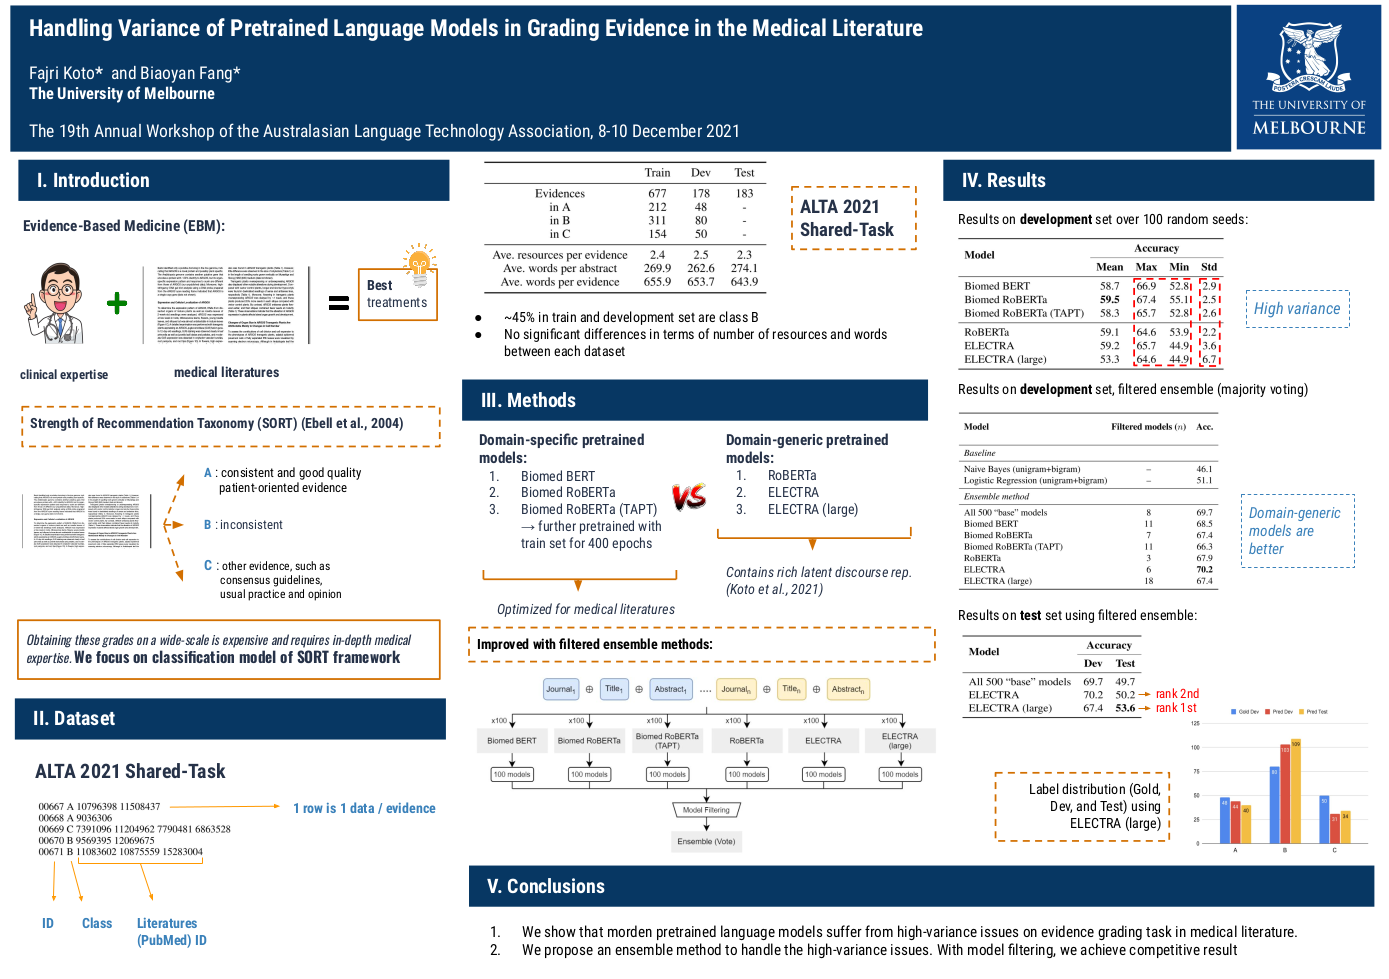 Handling Variance of Pretrained Language Models in Grading Evidence in the Medical Literature
Fajri Koto* and Biaoyan Fang*
The University of Melbourne
The 19th Annual Workshop of the Australasian Language Technology Association, 8-10 December 2021
POSTERA CRESCAM LAUDE
THE UNIVERSITY OF
MELBOURNE
I. Introduction
Evidence-Based Medicine (EBM):
Best
treatments
clinical expertise
medical literatures
Strength of Recommendation Taxonomy (SORT) (Ebell et al., 2004)
A : consistent and good quality
patient-oriented evidence
B : inconsistent
C : other evidence, such as
consensus guidelines,
usual practice and opinion
Obtaining these grades on a wide-scale is expensive and requires in-depth medical
expertise. We focus on classification model of SORT framework
II. Dataset
ALTA 2021 Shared-Task
00667 A 10796398 11508437
00668 A 9036306
00669 C 7391096 11204962 7790481 6863528
00670 B 9569395 12069675
00671 B 11083602 10875559 15283004
1 row is 1 data / evidence
ID
Class
Literatures
(PubMed) ID
Train Dev Test
Evidences 677 178 183
in A 212 48 -
in B 311 80 -
in C 154 50 -
Ave. resources per evidence 2.4 2.5 2.3
Ave. words per abstract 269.9 262.6 274.1
Ave. words per evidence 655.9 653.7 643.9
ALTA 2021
Shared-Task
● ~45% in train and development set are class B
● No significant differences in terms of number of resources and words
between each dataset
III. Methods
Domain-specific pretrained
models:
1. Biomed BERT
2. Biomed RoBERTa
3. Biomed RoBERTa (TAPT)
→ further pretrained with
train set for 400 epochs
Optimized for medical literatures
VS
Domain-generic pretrained
models:
1. RoBERTa
2. ELECTRA
3. ELECTRA (large)
Contains rich latent discourse rep.
(Koto et al., 2021)
Improved with filtered ensemble methods:
Journal1 ⊕ Title1 ⊕ Abstract1 .... Journaln ⊕ Titlen ⊕ Abstractn
x100 x100 x100 x100 x100 x100
Biomed BERT
Biomed RoBERTa
Biomed RoBERTa
(TAPT)
RoBERTa
ELECTRA
ELECTRA
(large)
100 models 100 models 100 models 100 models 100 models 100 models
Model Filtering
Ensemble (Vote)
IV. Results
Results on development set over 100 random seeds:
Model Accuracy
Mean Max Min Std
Biomed BERT 58.7 66.9 52.8 2.9
Biomed RoBERTa 59.5 67.4 55.1 2.5
Biomed RoBERTa (TAPT) 58.3 65.7 52.8 2.6
RoBERTa 59.1 64.6 53.9 2.2
ELECTRA 59.2 65.7 44.9 3.6
ELECTRA (large) 53.3 64.6 44.9 6.7
High variance
Results on development set, filtered ensemble (majority voting)
Model Filtered models (n) Acc.
Baseline
Naive Bayes (unigram+bigram) – 46.1
Logistic Regression (unigram+bigram) – 51.1
Ensemble method
All 500 “base” models 8 69.7
Biomed BERT 11 68.5
Biomed RoBERTa 7 67.4
Biomed RoBERTa (TAPT) 11 66.3
RoBERTa 3 67.9
ELECTRA 6 70.2
ELECTRA (large) 18 67.4
Domain-generic
models are
better
Results on test set using filtered ensemble:
Model Accuracy
Dev Test
All 500 “base” models 69.7 49.7
ELECTRA 70.2 50.2
ELECTRA (large) 67.4 53.6
rank 2nd
rank 1st
Label distribution (Gold,
Dev, and Test) using
ELECTRA (large)
Gold Dev Pred Dev Pred Test
125
100
75
50
25
0
48 44 40
80 103 109
50 31 34
A B C
V. Conclusions
1. We show that morden pretrained language models suffer from high-variance issues on evidence grading task in medical literature.
2. We propose an ensemble method to handle the high-variance issues. With model filtering, we achieve competitive result